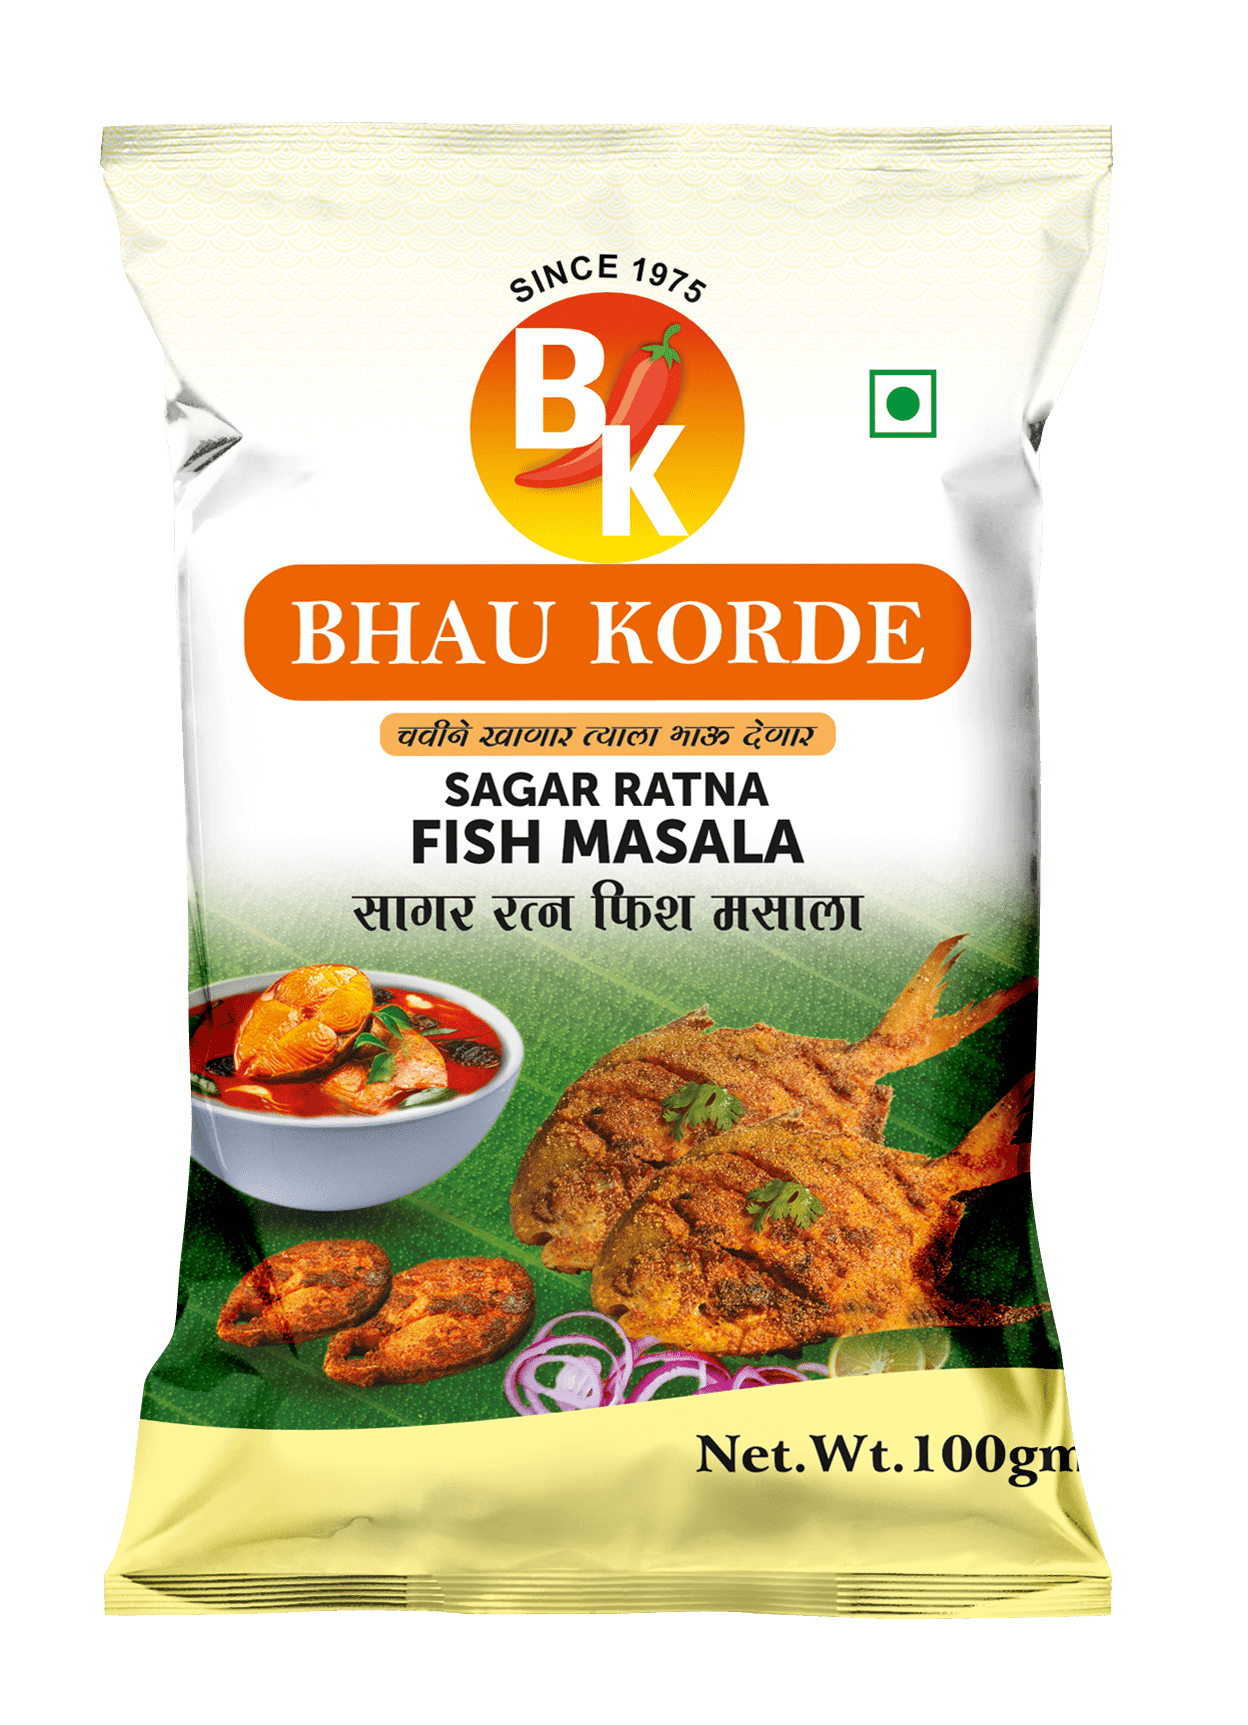 SINCE 1975
BK
BHAU KORDE
चवीने खाणार त्याला भाऊ देणार
SAGAR RATNA
FISH MASALA
सागर रत्न फिश मसाला
Net.Wt.100gm